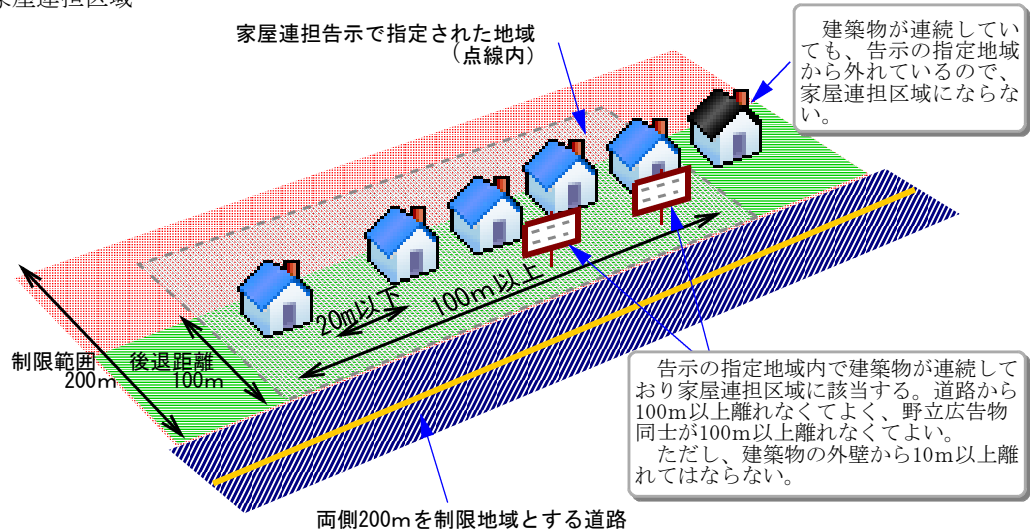 家屋連担区域
家屋連担告示で指定された地域
（点線内）
建築物が連続してい
ても、告示の指定地域
から外れているので、
家屋連担区域にならな
い。
20m以下
100m以上
制限範囲
200m
後退距離
100m
告示の指定地域内で建築物が連続して
おり家屋連担区域に該当する。道路から
100m以上離れなくてよく、野立広告物
同士が100m以上離れなくてよい。
ただし、建築物の外壁から10m以上離
れてはならない。
両側200mを制限地域とする道路